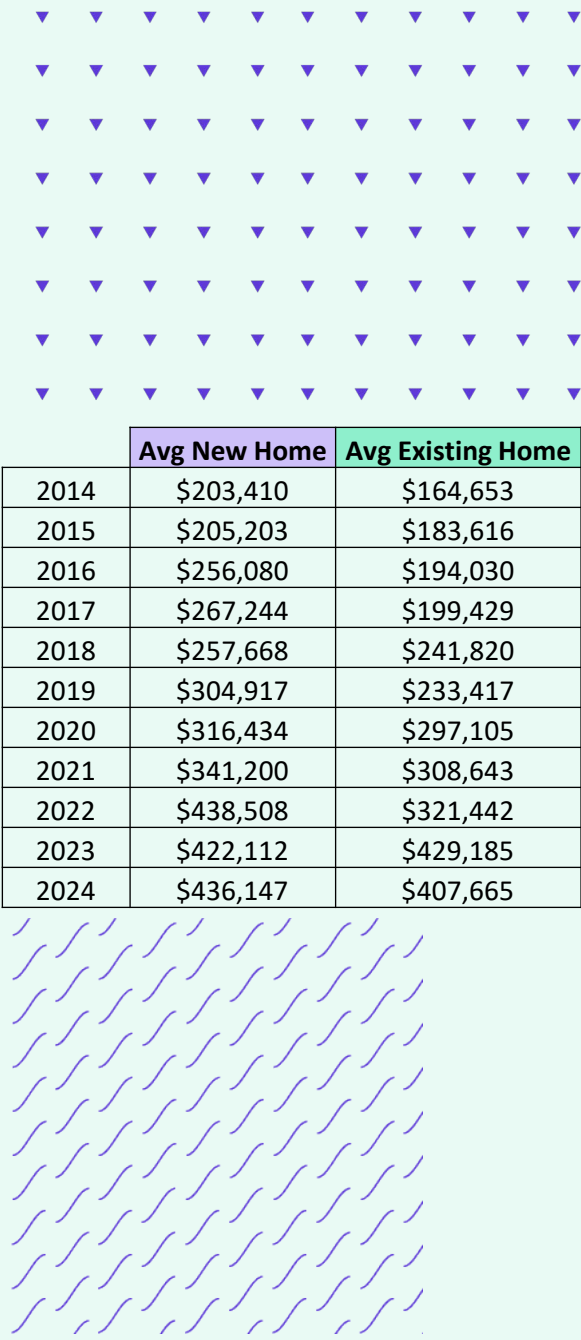 Avg New Home Avg Existing Home
2014 $203,410 $164,653
2015 $205,203 $183,616
2016 $256,080 $194,030
2017 $267,244 $199,429
2018 $257,668 $241,820
2019 $304,917 $233,417
2020 $316,434 $297,105
2021 $341,200 $308,643
2022 $438,508 $321,442
2023 $422,112 $429,185
2024 $436,147 $407,665